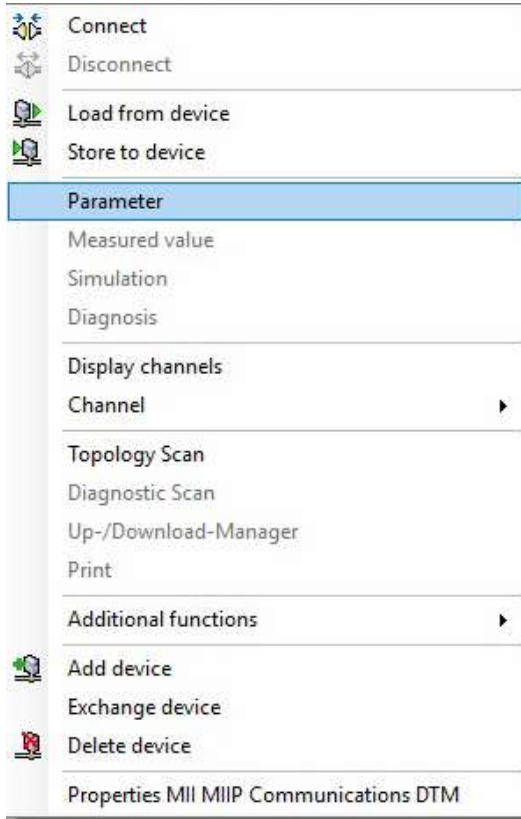 Connect
Disconnect
Load from device
Store to device
Parameter
Measured value
Simulation
Diagnosis
Display channels
Channel
Topology Scan
Diagnostic Scan
Up-/Download-Manager
Print
Additional functions
Add device
Exchange device
Delete device
Properties MII MIIP Communications DTM